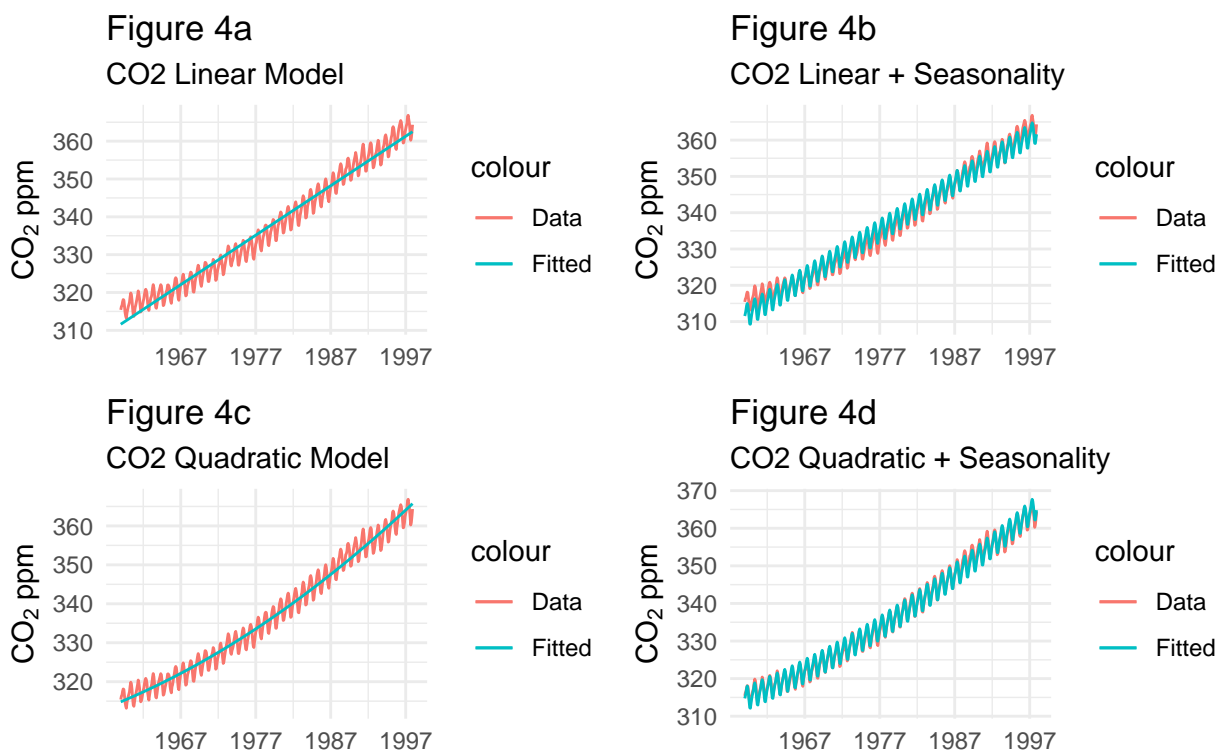 Figure 4a
CO2 Linear Model
CO₂ ppm
360
350
340
330
320
310
1967 1977 1987 1997
colour
Data
Fitted
Figure 4b
CO2 Linear + Seasonality
CO₂ ppm
360
350
340
330
320
310
1967 1977 1987 1997
colour
Data
Fitted
Figure 4c
CO2 Quadratic Model
CO₂ ppm
360
350
340
330
320
1967 1977 1987 1997
colour
Data
Fitted
Figure 4d
CO2 Quadratic + Seasonality
CO₂ ppm
370
360
350
340
330
320
310
1967 1977 1987 1997
colour
Data
Fitted